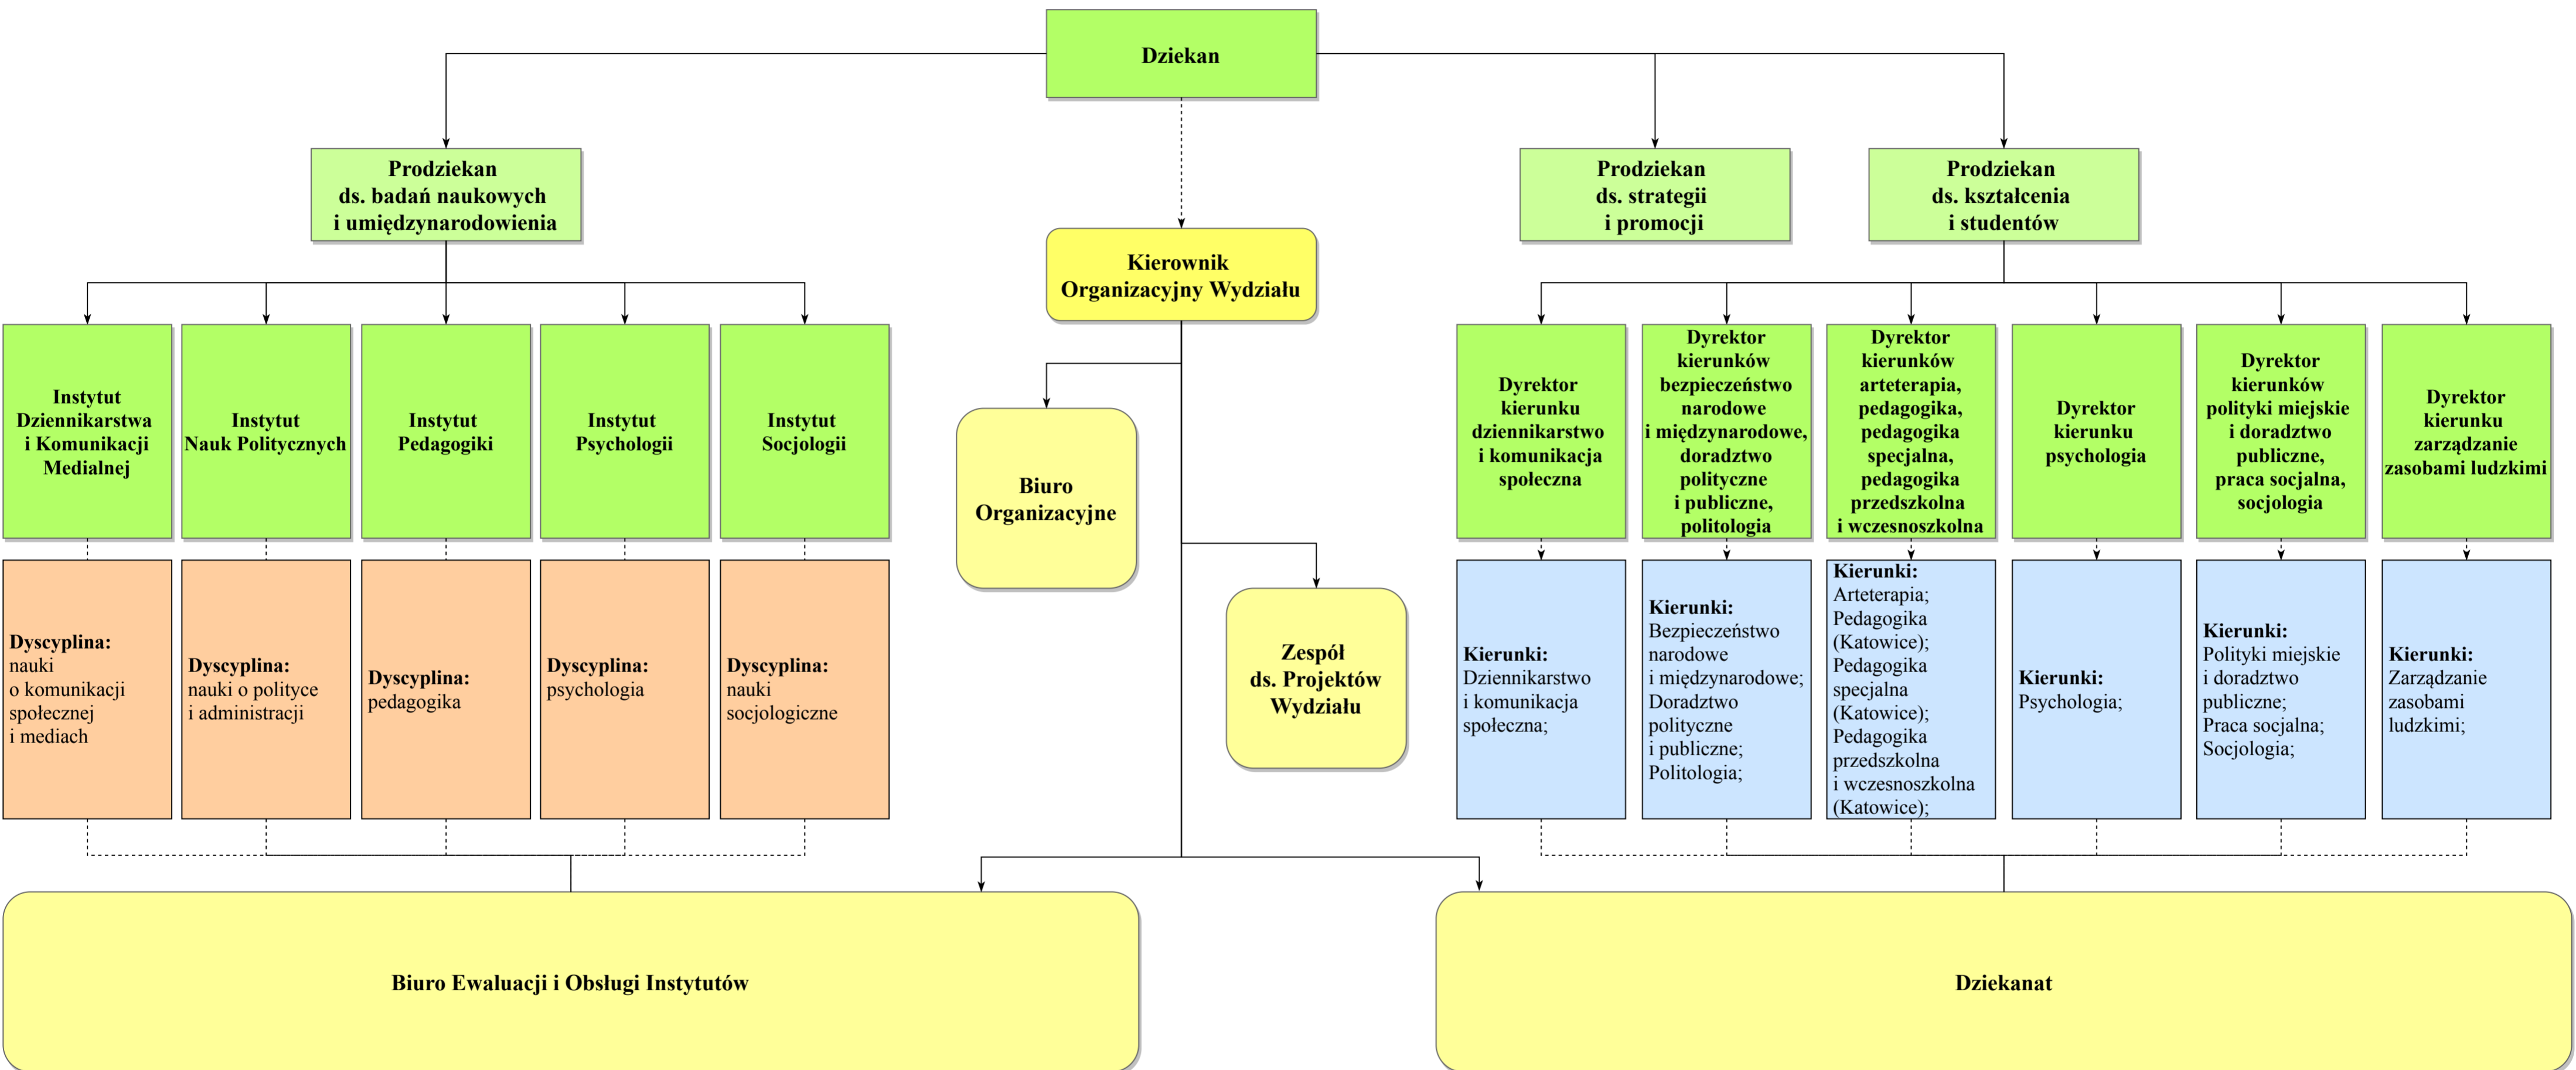 Dziekan
Prodziekan
ds. badań naukowych
i umiędzynarodowienia
Prodziekan
ds. strategii
i promocji
Prodziekan
ds. kształcenia
i studentów
Kierownik
Organizacyjny Wydziału
Instytut
Dziennikarstwa
i Komunikacji
Medialnej
Instytut
Nauk Politycznych
Instytut
Pedagogiki
Instytut
Psychologii
Instytut
Socjologii
Biuro
Organizacyjne
Zespół
ds. Projektów
Wydziału
Dyrektor
kierunku
dziennikarstwo
i komunikacja
społeczna
Dyrektor
kierunków
bezpieczeństwo
narodowe
i międzynarodowe,
doradztwo
polityczne
i publiczne,
politologia
Dyrektor
kierunków
arteterapia,
pedagogika,
pedagogika
specjalna,
pedagogika
przedszkolna
i wczesnoszkolna
Dyrektor
kierunku
psychologia
Dyrektor
kierunków
polityki miejskie
i doradztwo
publiczne,
praca socjalna,
socjologia
Dyrektor
kierunku
zarządzanie
zasobami ludzkimi
Dyscyplina:
nauki
o komunikacji
społecznej
i mediach
Dyscyplina:
nauki o polityce
i administracji
Dyscyplina:
pedagogika
Dyscyplina:
psychologia
Dyscyplina:
nauki
socjologiczne
Kierunki:
Dziennikarstwo
i komunikacja
społeczna;
Kierunki:
Bezpieczeństwo
narodowe
i międzynarodowe;
Doradztwo
polityczne
i publiczne;
Politologia;
Kierunki:
Arteterapia;
Pedagogika
(Katowice);
Pedagogika
specjalna
(Katowice);
Pedagogika
przedszkolna
i wczesnoszkolna
(Katowice);
Kierunki:
Psychologia;
Kierunki:
Polityki miejskie
i doradztwo
publiczne;
Praca socjalna;
Socjologia;
Kierunki:
Zarządzanie
zasobami
ludzkimi;
Biuro Ewaluacji i Obsługi Instytutów
Dziekanat